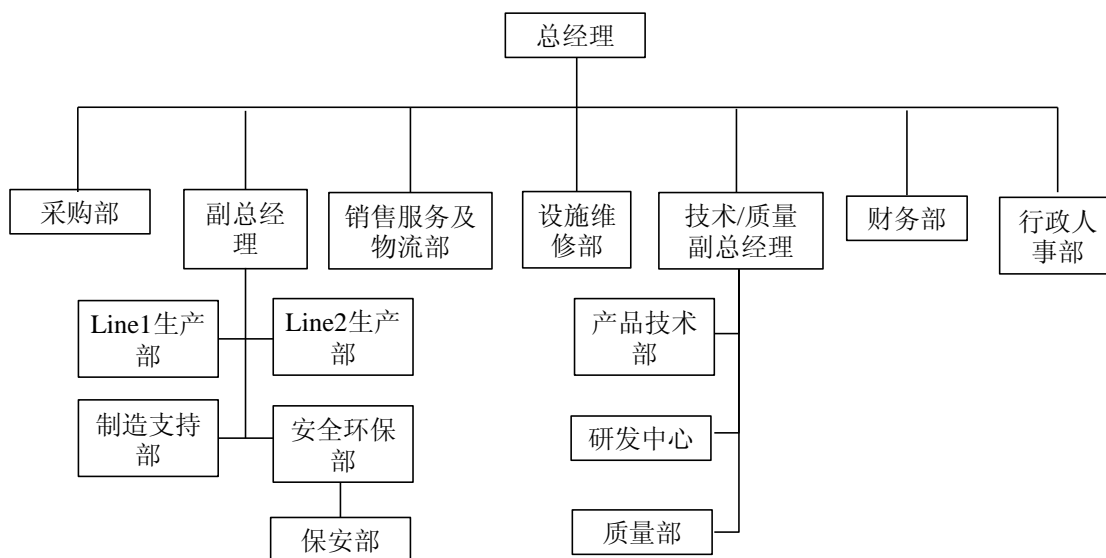 总经理
采购部
副总经
理
销售服务及
物流部
设施维
修部
技术/质量
副总经理
财务部
行政人
事部
Line1生产
部
Line2生产
部
产品技术
部
制造支持
部
安全环保
部
研发中心
保安部
质量部